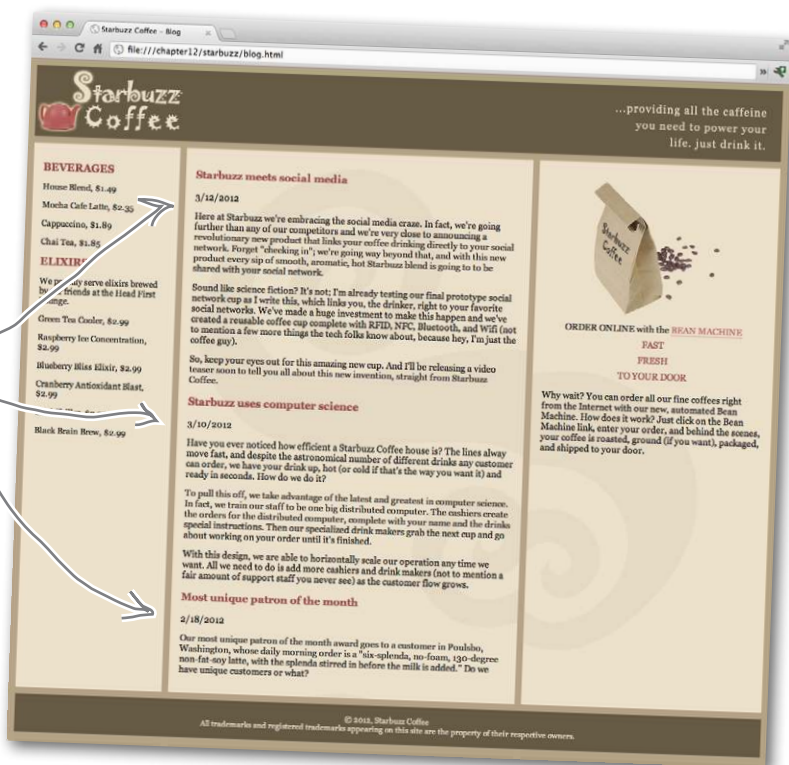 Starbuzz Coffee – Blog
file:///chapter12/starbuzz/blog.html
Starbuzz
Coffee
...providing all the caffeine
you need to power your
life. just drink it.
BEVERAGES
House Blend, $1.49
Mocha Cafe Latte, $2.35
Cappuccino, $1.89
Chai Tea, $1.85
ELIXIRS
We serve elixirs brewed
by friends at the Head First
Green Tea Cooler, $2.99
Raspberry Ice Concentration,
$2.99
Blueberry Bliss Elixir, $2.99
Cranberry Antioxidant Blast,
$2.99
Black Brain Brew, $2.99
Starbuzz meets social media
3/12/2012
Here at Starbuzz we're embracing the social media craze. In fact, we're going
further than any of our competitors and we're very close to announcing a
revolutionary new product that links your coffee drinking directly to your social
network. Forget "checking in"; we're going way beyond that, and with this new
product every sip of smooth, aromatic, hot Starbuzz blend is going to to be
shared with your social network.
Sound like science fiction? It's not; I'm already testing our final prototype social
network cup as I write this, which links you, the drinker, right to your favorite
social networks. We've made a huge investment to make this happen and we've
created a reusable coffee cup complete with RFID, NFC, Bluetooth, and Wifi (not
to mention a few more things the tech folks know about, because hey, I'm just the
coffee guy).
So, keep your eyes out for this amazing new cup. And I'll be releasing a video
teaser soon to tell you all about this new invention, straight from Starbuzz
Coffee.
Starbuzz uses computer science
3/10/2012
Have you ever noticed how efficient a Starbuzz Coffee house is? The lines alway
move fast, and despite the astronomical number of different drinks any customer
can order, we have your drink up, hot (or cold if that's the way you want it) and
ready in seconds. How do we do it?
To pull this off, we take advantage of the latest and greatest in computer science.
In fact, we train our staff to be one big distributed computer. The cashiers create
the orders for the distributed computer, complete with your name and the drinks
special instructions. Then our specialized drink makers grab the next cup and go
about working on your order until it's finished.
With this design, we are able to horizontally scale our operation any time we
want. All we need to do is add more cashiers and drink makers (not to mention a
fair amount of support staff you never see) as the customer flow grows.
Most unique patron of the month
2/18/2012
Our most unique patron of the month award goes to a customer in Poulsbo,
Washington, whose daily morning order is a "six-splenda, no-foam, 130-degree
non-fat-soy latte, with the splenda stirred in before the milk is added." Do we
have unique customers or what?
Starbuzz
Coffee
ORDER ONLINE with the BEAN MACHINE
FAST
FRESH
TO YOUR DOOR
Why wait? You can order all our fine coffees right
from the Internet with our new, automated Bean
Machine. How does it work? Just click on the Bean
Machine link, enter your order, and behind the scenes,
your coffee is roasted, ground (if you want), packaged,
and shipped to your door.
© 2012, Starbuzz Coffee
All trademarks and registered trademarks appearing on this site are the property of their respective owners.